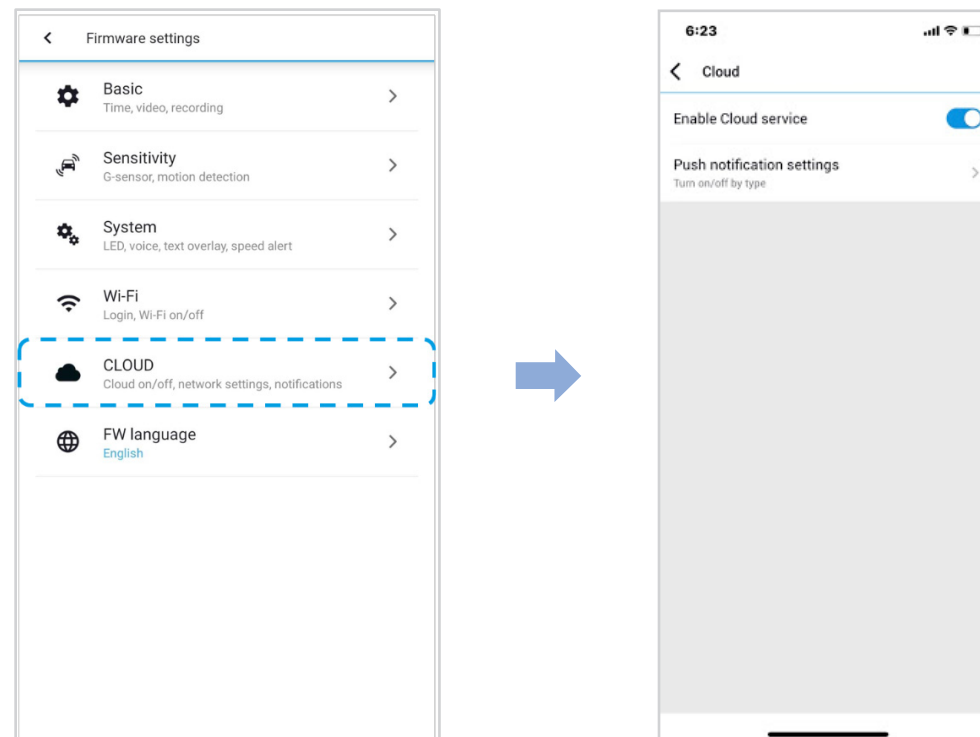 Firmware settings
Basic
Time, video, recording
Sensitivity
G-sensor, motion detection
System
LED, voice, text overlay, speed alert
Wi-Fi
Login, Wi-Fi on/off
CLOUD
Cloud on/off, network settings, notifications
FW language
English
6:23
Cloud
Enable Cloud service
Push notification settings
Turn on/off by type